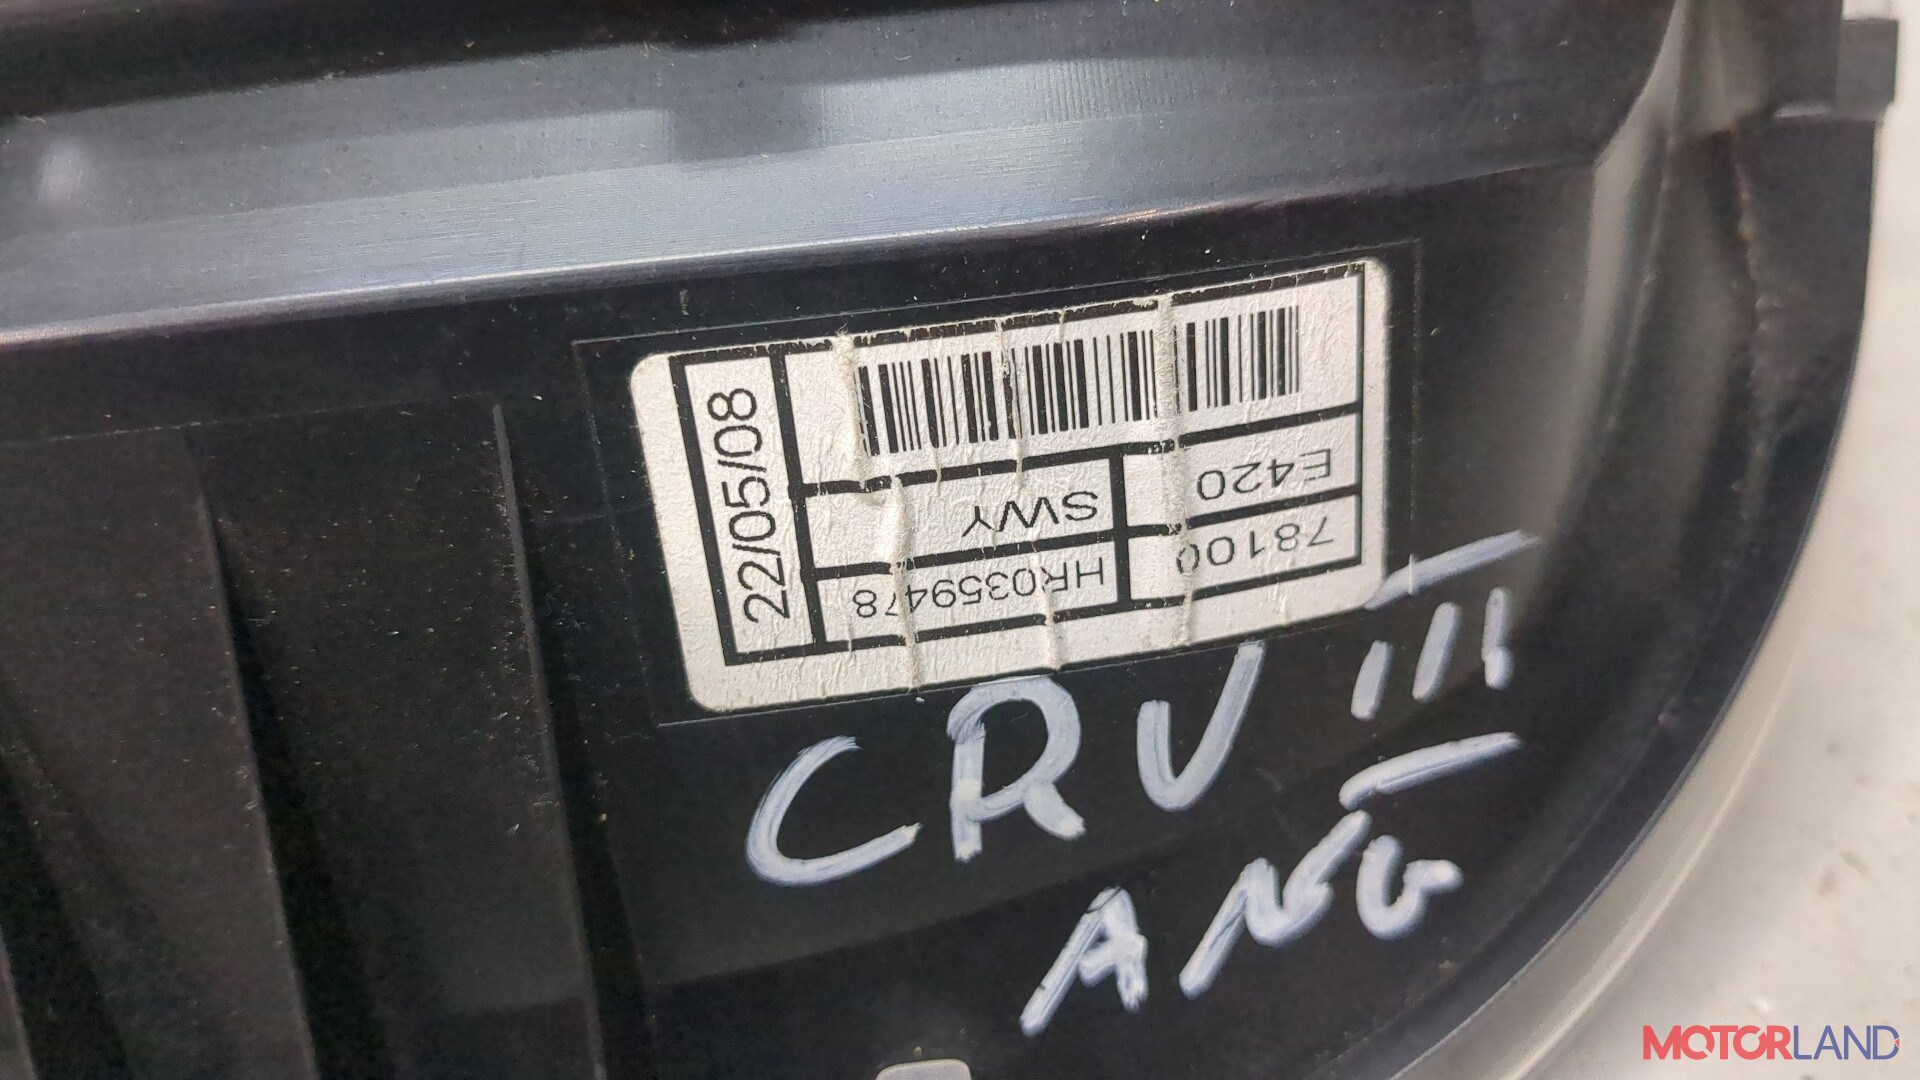 22/05/08
78100
HR0359478
E420
SWY
CRV III
ANG
MOTORLAND